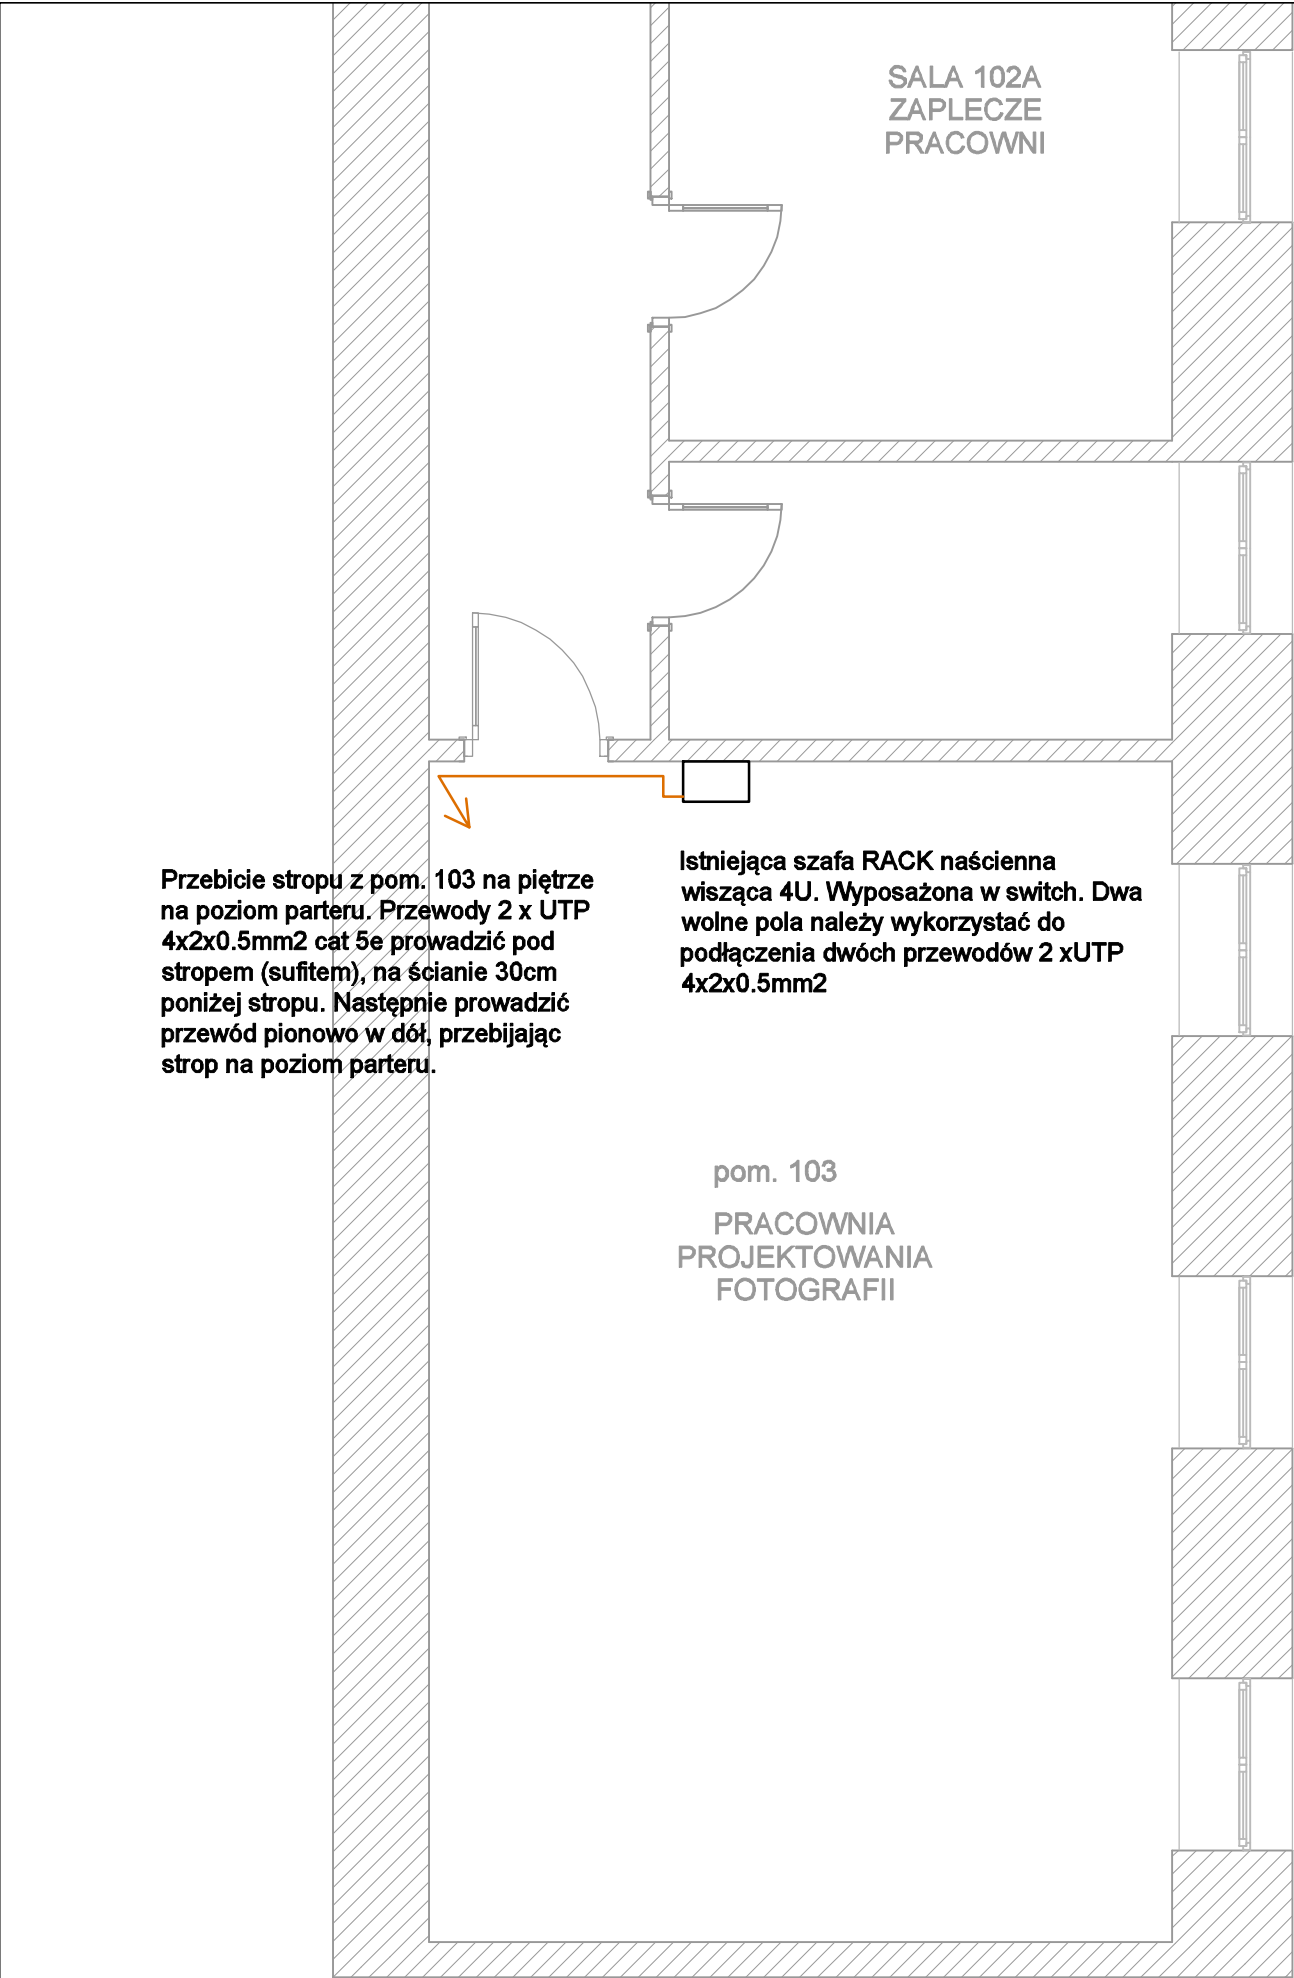 SALA 102A
ZAPLECZE
PRACOWNI
Przebicie stropu z pom. 103 na piętrze
na poziom parteru. Przewody 2 x UTP
4x2x0.5mm2 cat 5e prowadzić pod
stropem (sufitem), na ścianie 30cm
poniżej stropu. Następnie prowadzić
przewód pionowo w dół, przebijając
strop na poziom parteru.
Istniejąca szafa RACK naścienna
wisząca 4U. Wyposażona w switch. Dwa
wolne pola należy wykorzystać do
podłączenia dwóch przewodów 2 xUTP
4x2x0.5mm2
pom. 103
PRACOWNIA
PROJEKTOWANIA
FOTOGRAFII